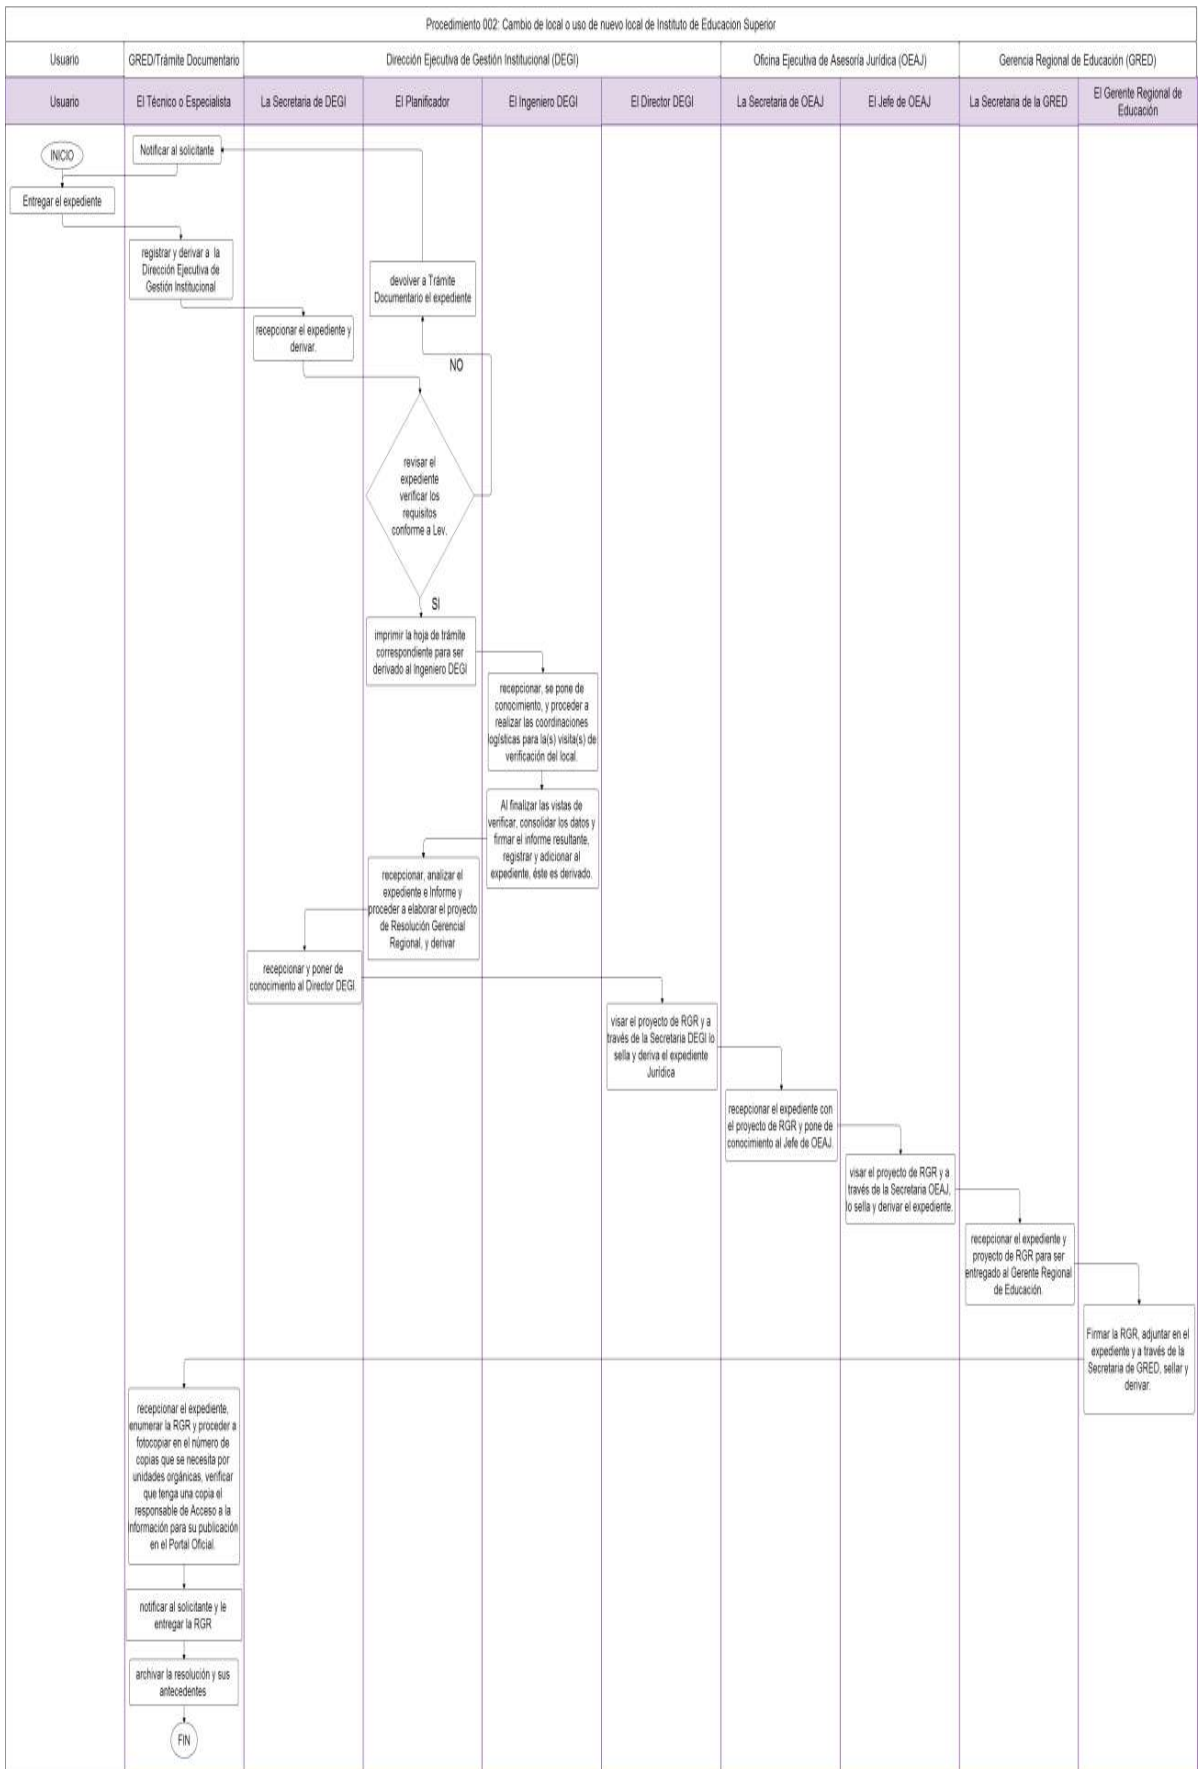 Procedimiento 002: Cambio de local o uso de nuevo local de Instituto de Educacion Superior
Usuario
GRED/Trámite Documentario
Dirección Ejecutiva de Gestión Institucional (DEGI)
Oficina Ejecutiva de Asesoría Jurídica (OEAJ)
Gerencia Regional de Educación (GRED)
Usuario
El Técnico o Especialista
La Secretaria de DEGI
El Planificador
El Ingeniero DEGI
El Director DEGI
La Secretaria de OEAJ
El Jefe de OEAJ
La Secretaria de la GRED
El Gerente Regional de
Educación
INICIO
Notificar al solicitante
Entregar el expediente
registrar y derivar a la
Dirección Ejecutiva de
Gestión Institucional
devolver a Trámite
Documentario el expediente
recepcionar el expediente y
derivar.
NO
revisar el
expediente
verificar los
requisitos
conforme a Lev.
SI
imprimir la hoja de trámite
correspondiente para ser
derivado al Ingeniero DEGI
recepcionar, se pone de
conocimiento, y proceder a
realizar las coordinaciones
logísticas para la(s) visita(s) de
verificación del local.
Al finalizar las vistas de
verificar, consolidar los datos y
firmar el informe resultante,
registrar y adicionar al
expediente, éste es derivado.
recepcionar, analizar el
expediente e Informe y
proceder a elaborar el proyecto
de Resolución Gerencial
Regional, y derivar
recepcionar y poner de
conocimiento al Director DEGI.
visar el proyecto de RGR y a
través de la Secretaria DEGI lo
sella y deriva el expediente
Jurídica
recepcionar el expediente con
el proyecto de RGR y pone de
conocimiento al Jefe de OEAJ.
visar el proyecto de RGR y a
través de la Secretaria OEAJ,
lo sella y derivar el expediente.
recepcionar el expediente y
proyecto de RGR para ser
entregado al Gerente Regional
de Educación.
Firmar la RGR, adjuntar en el
expediente y a través de la
Secretaria de GRED, sellar y
derivar.
recepcionar el expediente,
enumerar la RGR y proceder a
fotocopiar en el número de
copias que se necesita por
unidades orgánicas, verificar
que tenga una copia el
responsable de Acceso a la
nformación para su publicación
en el Portal Oficial.
notificar al solicitante y le
entregar la RGR
archivar la resolución y sus
antecedentes
FIN